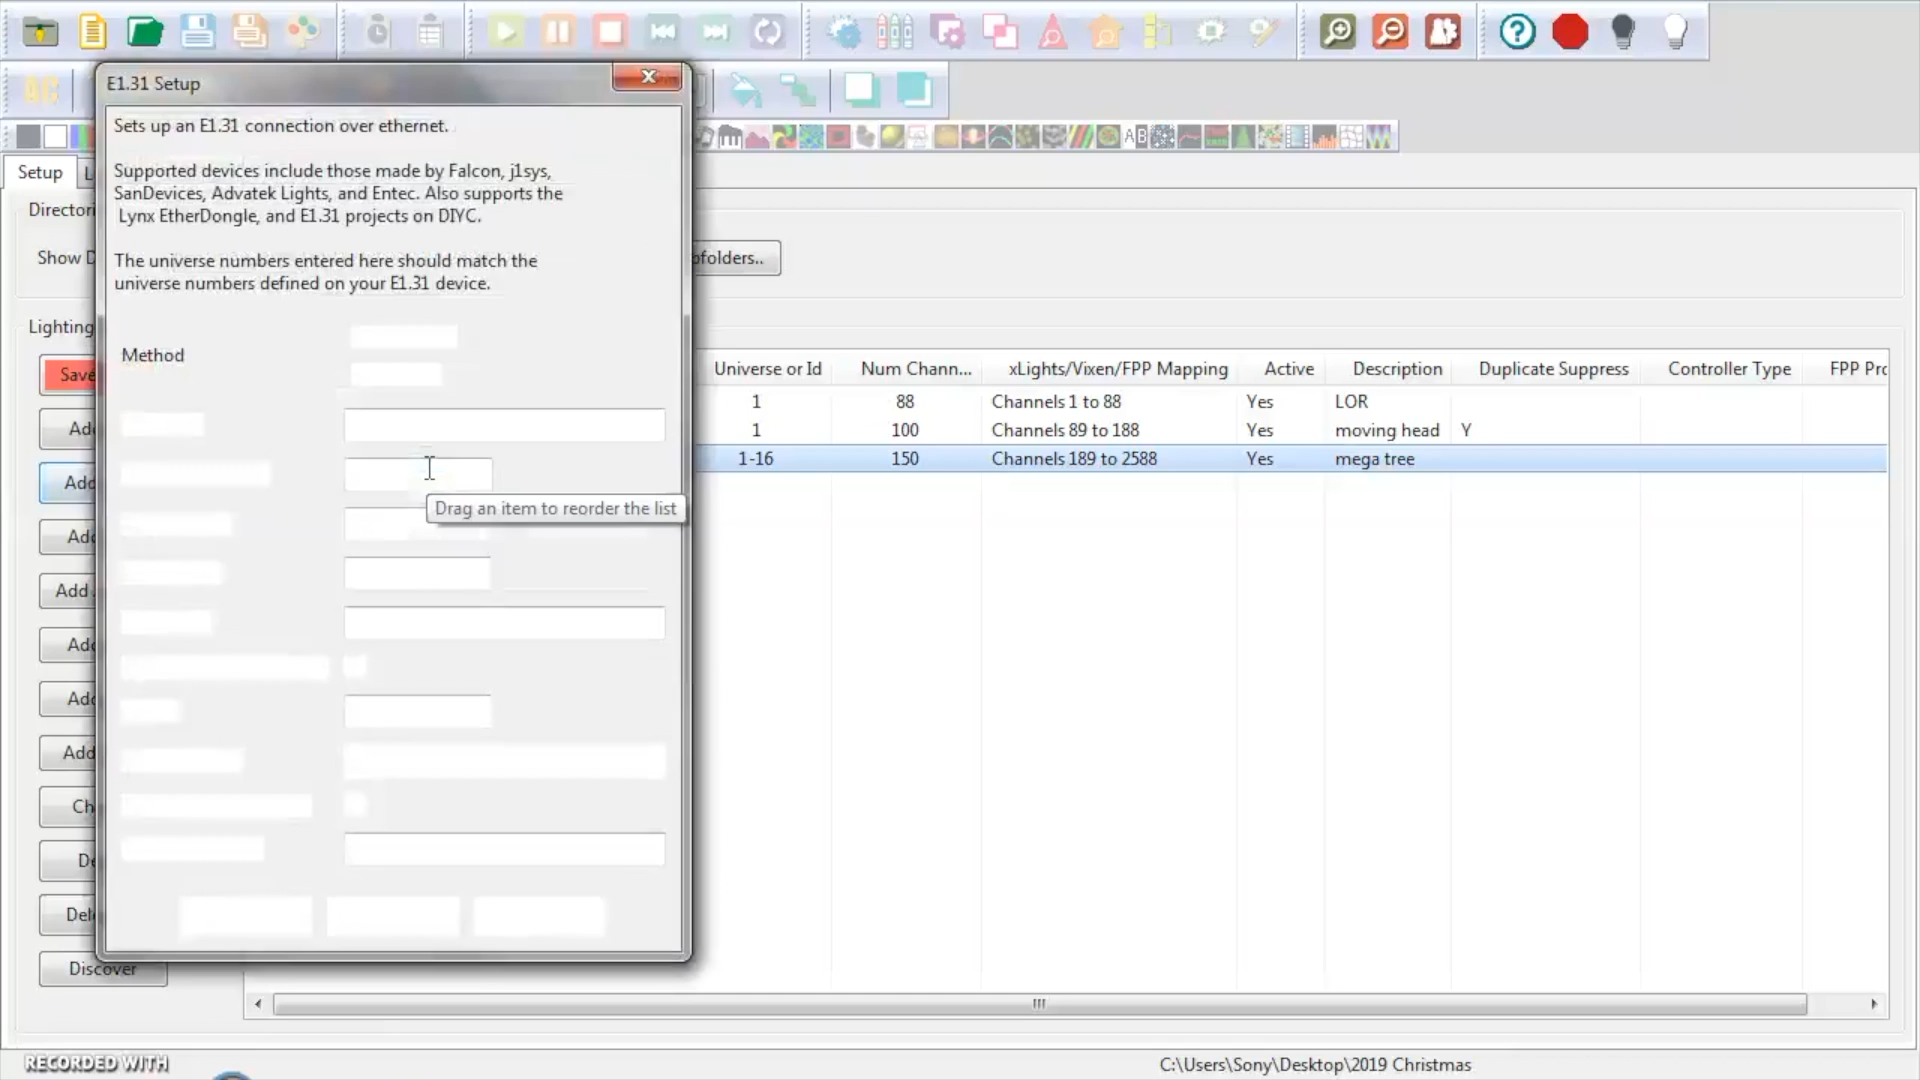 E1.31 Setup
Sets up an E1.31 connection over ethernet.
Supported devices include those made by Falcon, j1sys,
SanDevices, Advatek Lights, and Entec. Also supports the
Lynx EtherDongle, and E1.31 projects on DIYC.
The universe numbers entered here should match the
universe numbers defined on your E1.31 device.
Method
Drag an item to reorder the list
AC
AB
Setup
Directori
Show D
ofolders..
Lighting
Save
Add
Discover
Universe or Id Num Chann... xLights/Vixen/FPP Mapping Active Description Duplicate Suppress Controller Type FPP Pro
1 88 Channels 1 to 88 Yes LOR
1 100 Channels 89 to 188 Yes moving head Y
1-16 150 Channels 189 to 2588 Yes mega tree
RECORDED WITH
C:\Users\Sony\Desktop\2019 Christmas